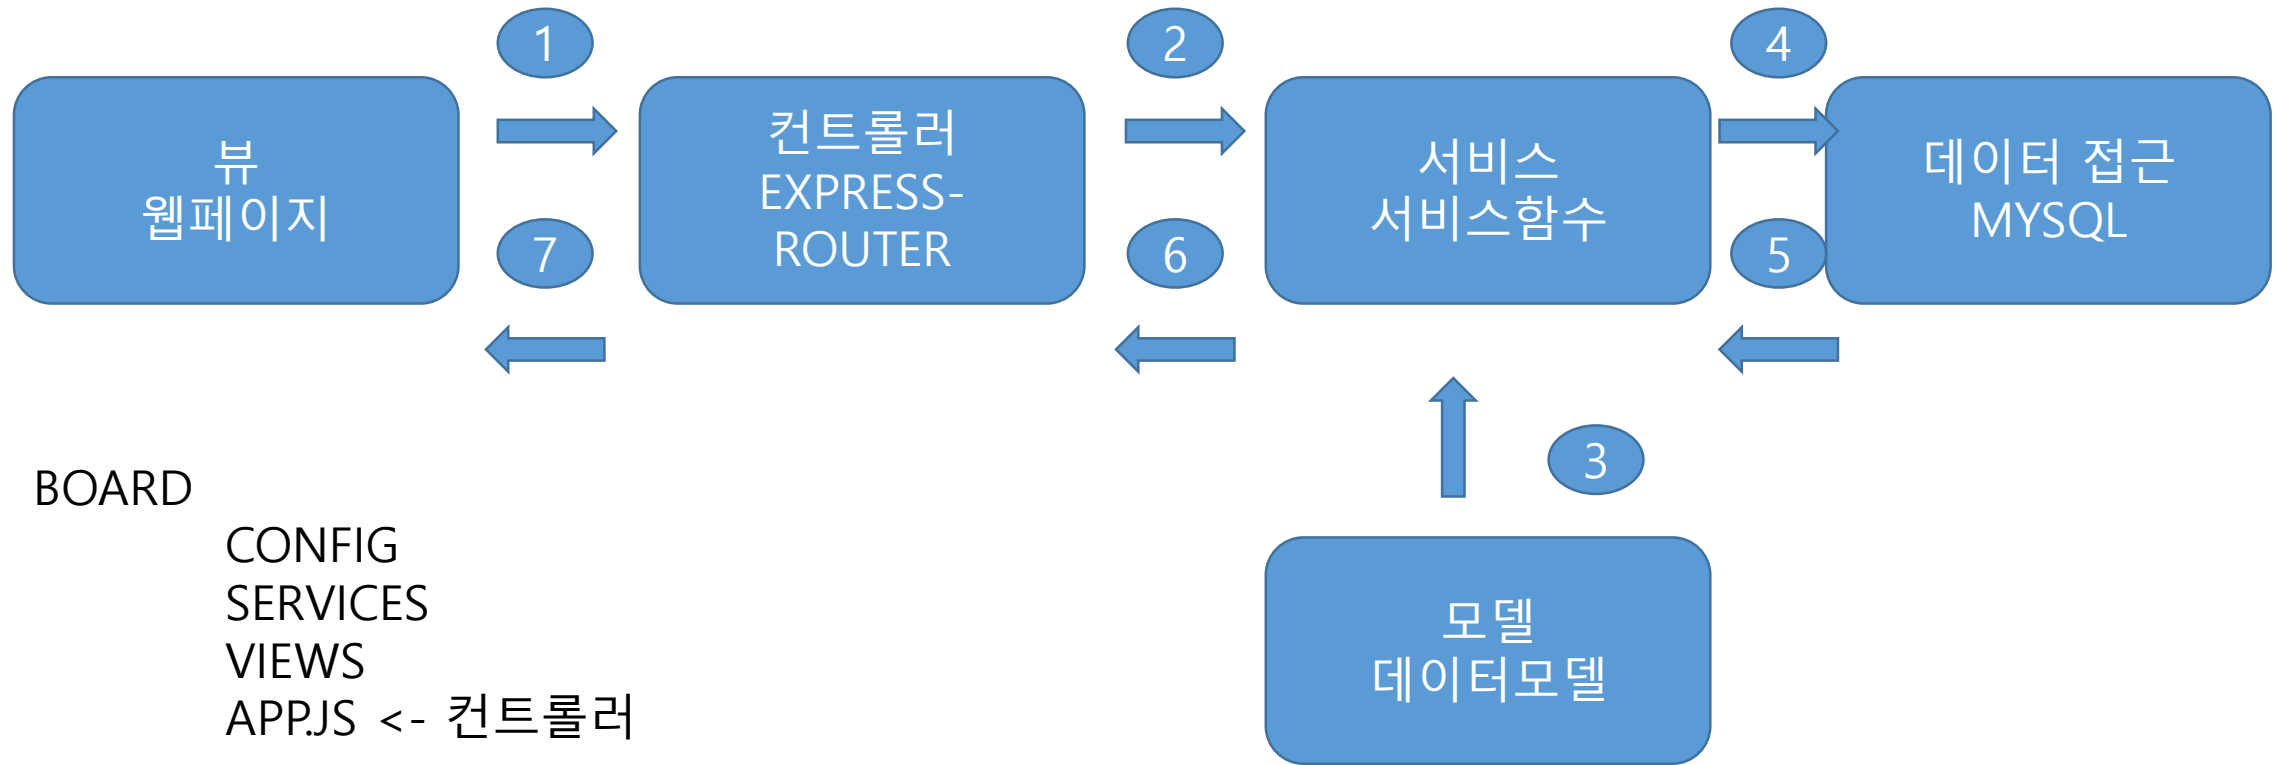 1
2
4
뷰
웹페이지
컨트롤러
EXPRESS-
ROUTER
서비스
서비스함수
데이터 접근
MYSQL
7
6
5
3
모델
데이터모델
BOARD
CONFIG
SERVICES
VIEWS
APP.JS <- 컨트롤러